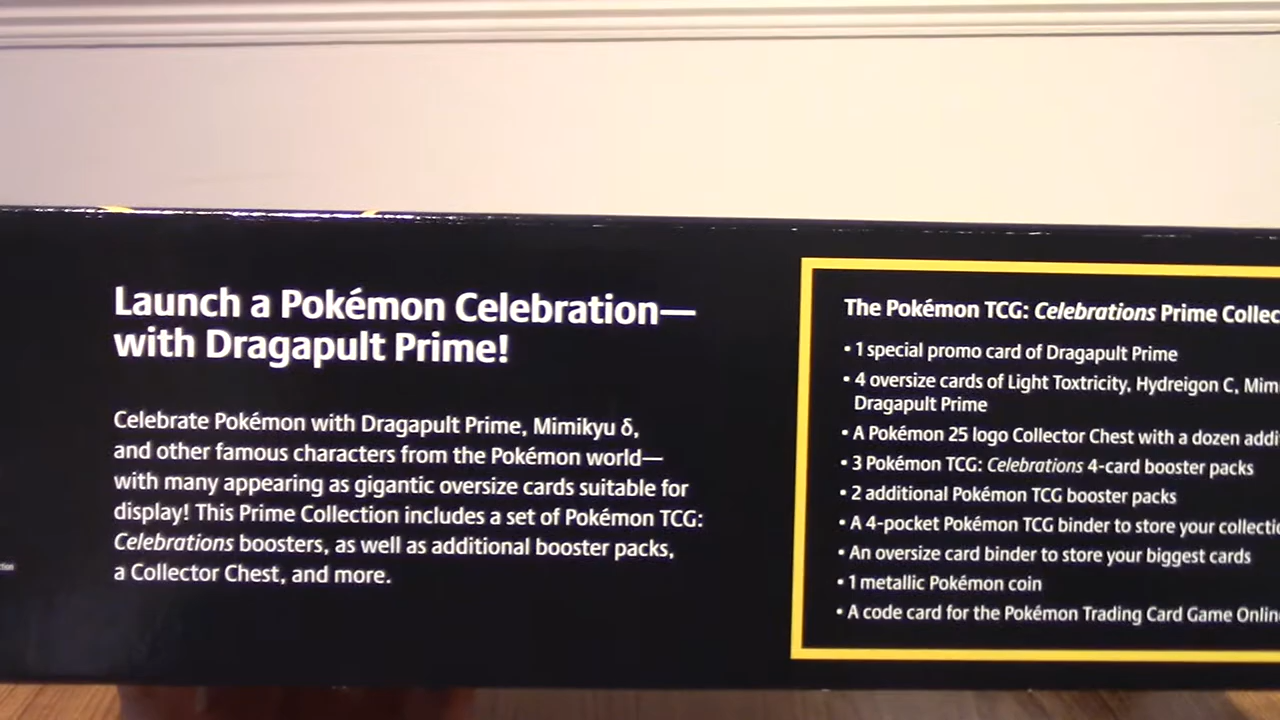 Launch a Pokémon Celebration—
with Dragapult Prime!
Celebrate Pokémon with Dragapult Prime, Mimikyu δ,
and other famous characters from the Pokémon world—
with many appearing as gigantic oversize cards suitable for
display! This Prime Collection includes a set of Pokémon TCG:
Celebrations boosters, as well as additional booster packs,
a Collector Chest, and more.
The Pokémon TCG: Celebrations Prime Collec
• 1 special promo card of Dragapult Prime
• 4 oversize cards of Light Toxtricity, Hydreigon C, Mim
Dragapult Prime
• A Pokémon 25 logo Collector Chest with a dozen addi
• 3 Pokémon TCG: Celebrations 4-card booster packs
• 2 additional Pokémon TCG booster packs
• A 4-pocket Pokémon TCG binder to store your collecti
• An oversize card binder to store your biggest cards
• 1 metallic Pokémon coin
• A code card for the Pokémon Trading Card Game Onlin